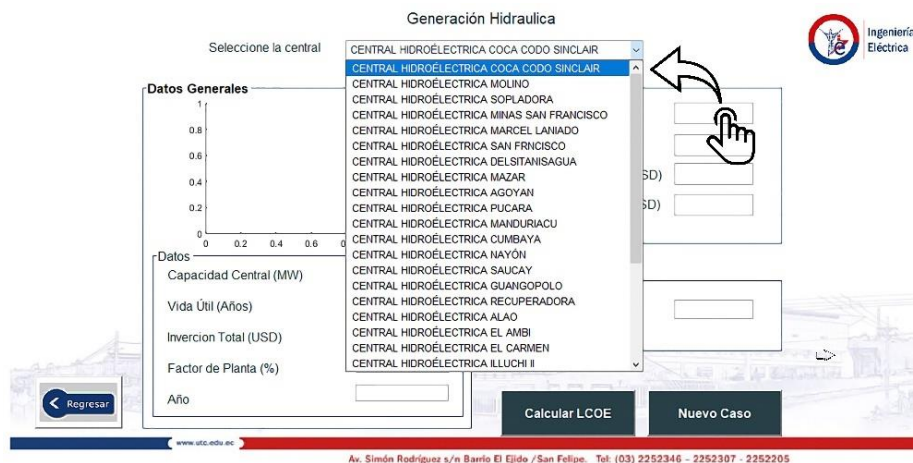 Generación Hidraulica
Ingeniería
Eléctrica
Seleccione la central
CENTRAL HIDROÉLECTRICA COCA CODO SINCLAIR
CENTRAL HIDROÉLECTRICA COCA CODO SINCLAIR
CENTRAL HIDROÉLECTRICA MOLINO
CENTRAL HIDROÉLECTRICA SOPLADORA
CENTRAL HIDROÉLECTRICA MINAS SAN FRANCISCO
CENTRAL HIDROÉLECTRICA MARCEL LANIADO
CENTRAL HIDROÉLECTRICA SAN FRNCISCO
CENTRAL HIDROÉLECTRICA DELSITANISAGUA
CENTRAL HIDROÉLECTRICA MAZAR
CENTRAL HIDROÉLECTRICA AGOYAN
CENTRAL HIDROÉLECTRICA PUCARA
CENTRAL HIDROÉLECTRICA MANDURIACU
CENTRAL HIDROÉLECTRICA CUMBAYA
CENTRAL HIDROÉLECTRICA NAYÓN
CENTRAL HIDROÉLECTRICA SAUCAY
CENTRAL HIDROÉLECTRICA GUANGOPOLO
CENTRAL HIDROÉLECTRICA RECUPERADORA
CENTRAL HIDROÉLECTRICA ALAO
CENTRAL HIDROÉLECTRICA EL AMBI
CENTRAL HIDROÉLECTRICA EL CARMEN
CENTRAL HIDROÉLECTRICA ILLUCHI II
Datos Generales
1
0.8
0.6
0.4
0.2
0
0 0.2 0.4 0.6 0
SD)
SD)
Datos
Capacidad Central (MW)
Vida Útil (Años)
Invercion Total (USD)
Factor de Planta (%)
Año
Regresar
Calcular LCOE
Nuevo Caso
www.utc.edu.ec
Av. Simón Rodríguez s/n Barrio El Ejido /San Felipe. Tel: (03) 2252346 - 2252307 - 2252205